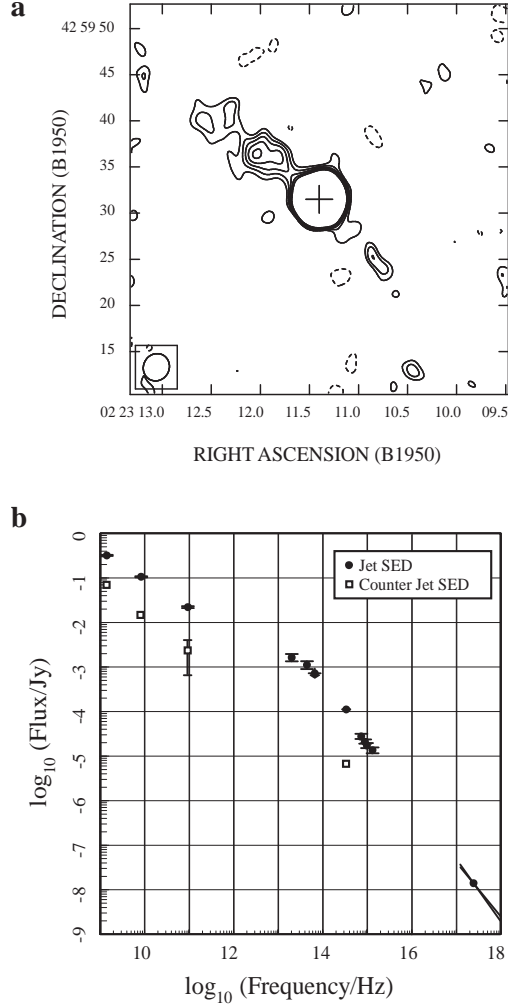 a
42 59 50
45
40
35
30
25
20
15
DECLINATION (B1950)
02 23 13.0 12.5 12.0 11.5 11.0 10.5 10.0 09.5
RIGHT ASCENSION (B1950)
b
0
-1
-2
-3
-4
-5
-6
-7
-8
-9
log10 (Flux/Jy)
Jet SED
Counter Jet SED
10 12 14 16 18
log10 (Frequency/Hz)